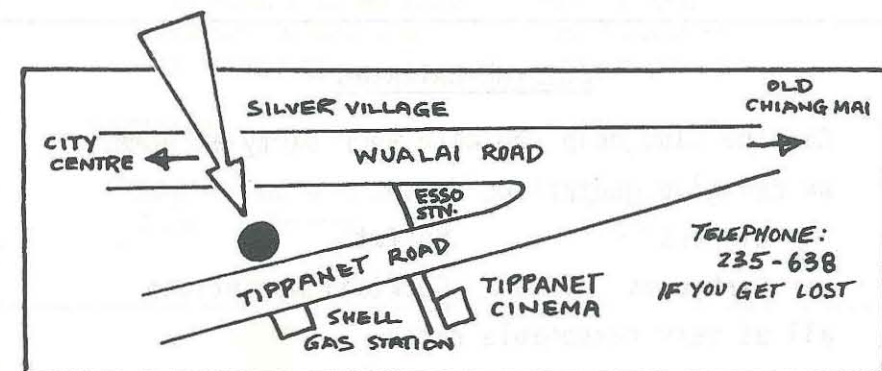 SILVER VILLAGE
OLD
CHIANG MAI
CITY
CENTRE
WUALAI ROAD
ESSO
STN.
TIPPANET ROAD
TELEPHONE:
235-638
IF YOU GET LOST
TIPPANET
CINEMA
SHELL
GAS STATION